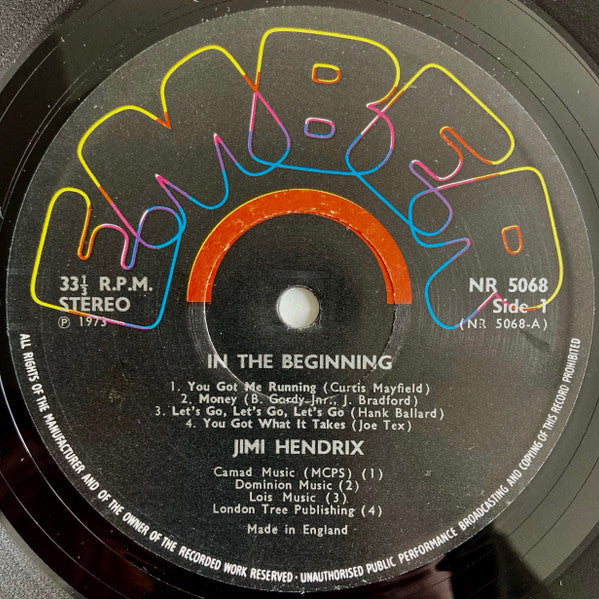 EMBER
33⅓ R.P.M.
STEREO
℗ 1973
NR 5068
Side 1
(NR 5068-A)
IN THE BEGINNING
1. You Got Me Running (Curtis Mayfield)
2. Money (B. Gordy Jnr., J. Bradford)
3. Let's Go, Let's Go, Let's Go (Hank Ballard)
4. You Got What It Takes (Joe Tex)
JIMI HENDRIX
Camad Music (MCPS) (1)
Dominion Music (2)
Lois Music (3)
London Tree Publishing (4)
Made in England
ALL RIGHTS OF THE MANUFACTURER AND OF THE OWNER OF THE RECORDED WORK RESERVED · UNAUTHORISED PUBLIC PERFORMANCE BROADCASTING AND COPYING OF THIS RECORD PROHIBITED